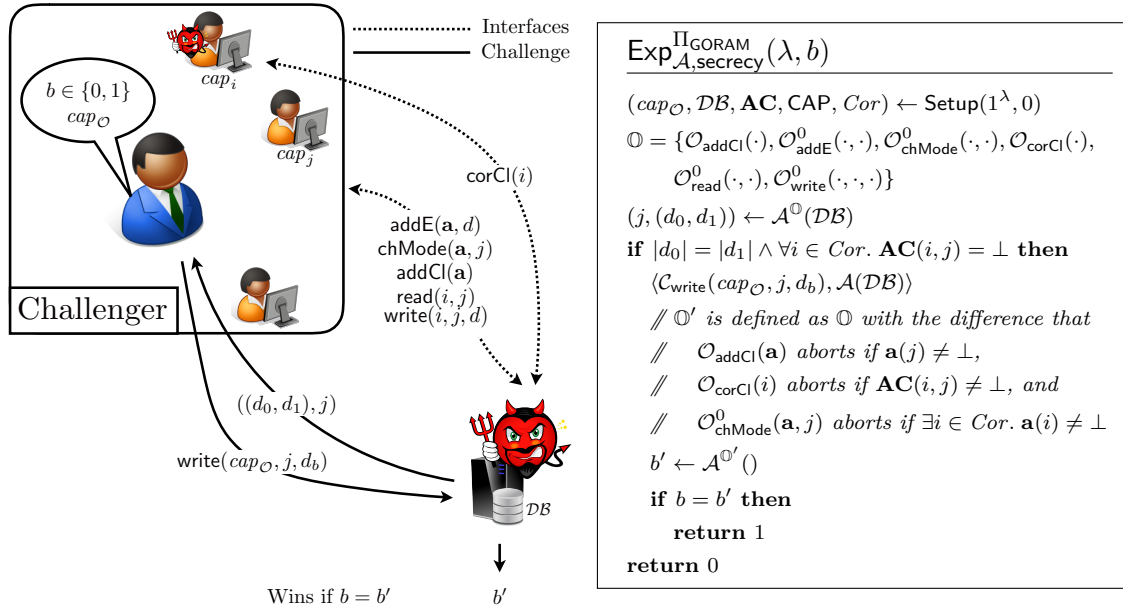 Interfaces
Challenge
cap_i
b ∈ {0, 1}
cap_𝒪
cap_j
corCl(i)
addE(𝐚, d)
chMode(𝐚, j)
addCl(𝐚)
read(i, j)
write(i, j, d)
Challenger
((d_0, d_1), j)
write(cap_𝒪, j, d_b)
𝒟ℬ
Wins if b = b′
b′
Exp^{Π_GORAM}_{𝒜,secrecy}(λ, b)
(cap_𝒪, 𝒟ℬ, 𝐀𝐂, CAP, Cor) ← Setup(1^λ, 0)
𝕆 = {𝒪_addCl(·), 𝒪^0_addE(·, ·), 𝒪^0_chMode(·, ·), 𝒪_corCl(·),
𝒪^0_read(·, ·), 𝒪^0_write(·, ·, ·)}
(j, (d_0, d_1)) ← 𝒜^𝕆(𝒟ℬ)
if |d_0| = |d_1| ∧ ∀i ∈ Cor. 𝐀𝐂(i, j) = ⊥ then
⟨𝒞_write(cap_𝒪, j, d_b), 𝒜(𝒟ℬ)⟩
// 𝕆′ is defined as 𝕆 with the difference that
// 𝒪_addCl(𝐚) aborts if 𝐚(j) ≠ ⊥,
// 𝒪_corCl(i) aborts if 𝐀𝐂(i, j) ≠ ⊥, and
// 𝒪^0_chMode(𝐚, j) aborts if ∃i ∈ Cor. 𝐚(i) ≠ ⊥
b′ ← 𝒜^{𝕆′}()
if b = b′ then
return 1
return 0